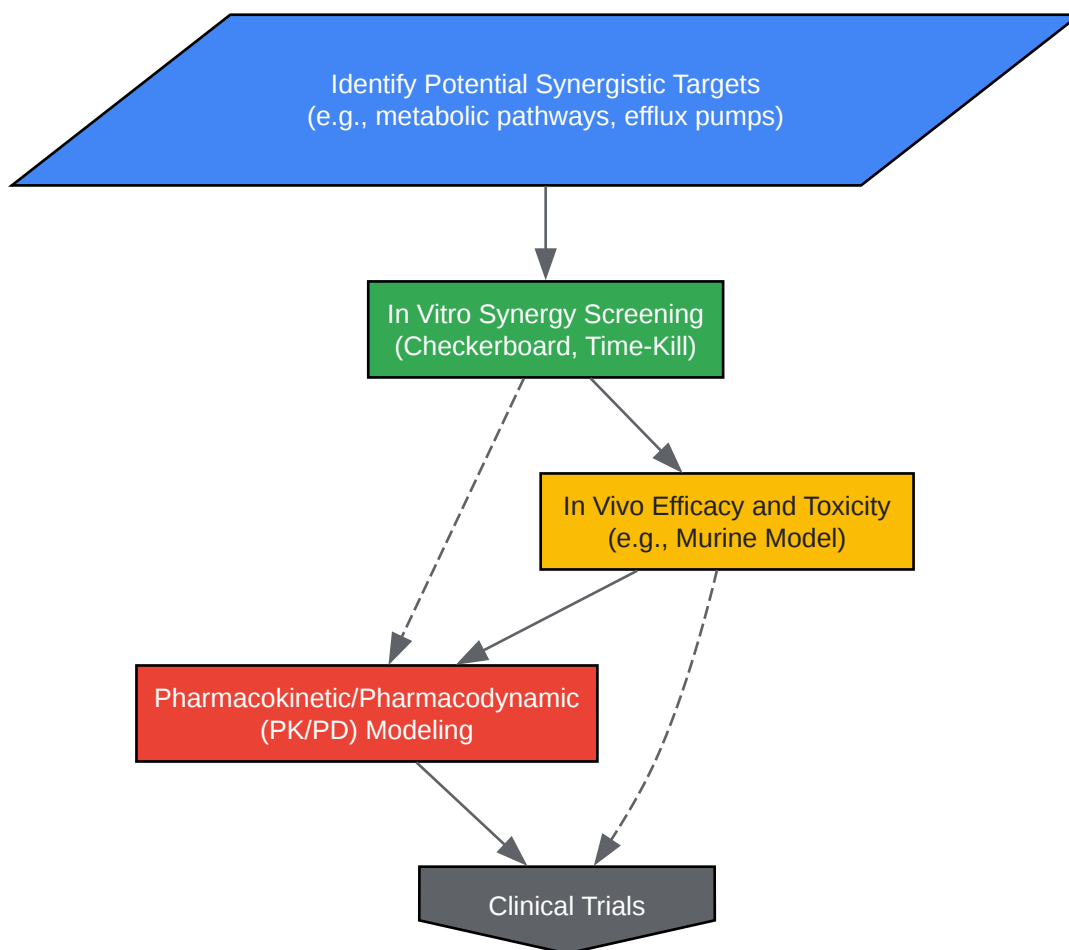 Identify Potential Synergistic Targets
(e.g., metabolic pathways, efflux pumps)
In Vitro Synergy Screening
(Checkerboard, Time-Kill)
In Vivo Efficacy and Toxicity
(e.g., Murine Model)
Pharmacokinetic/Pharmacodynamic
(PK/PD) Modeling
Clinical Trials